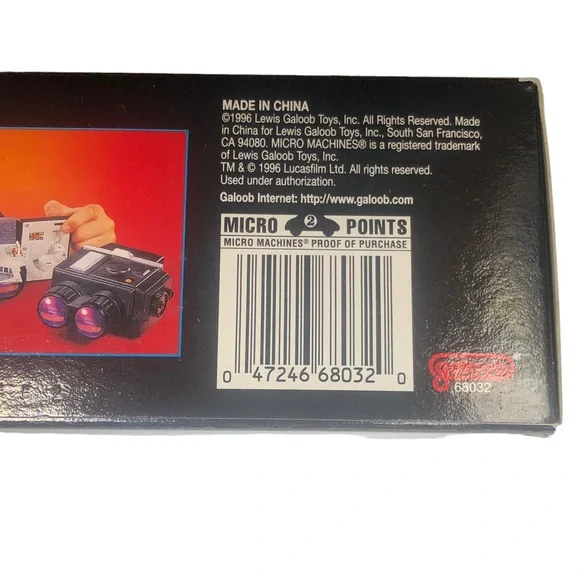 MADE IN CHINA
©1996 Lewis Galoob Toys, Inc. All Rights Reserved. Made
in China for Lewis Galoob Toys, Inc., South San Francisco,
CA 94080. MICRO MACHINES® is a registered trademark
of Lewis Galoob Toys, Inc.
TM & © 1996 Lucasfilm Ltd. All rights reserved.
Used under authorization.
Galoob Internet: http://www.galoob.com
MICRO 2 POINTS
MICRO MACHINES® PROOF OF PURCHASE
0 47246 68032 0
galoob
68032